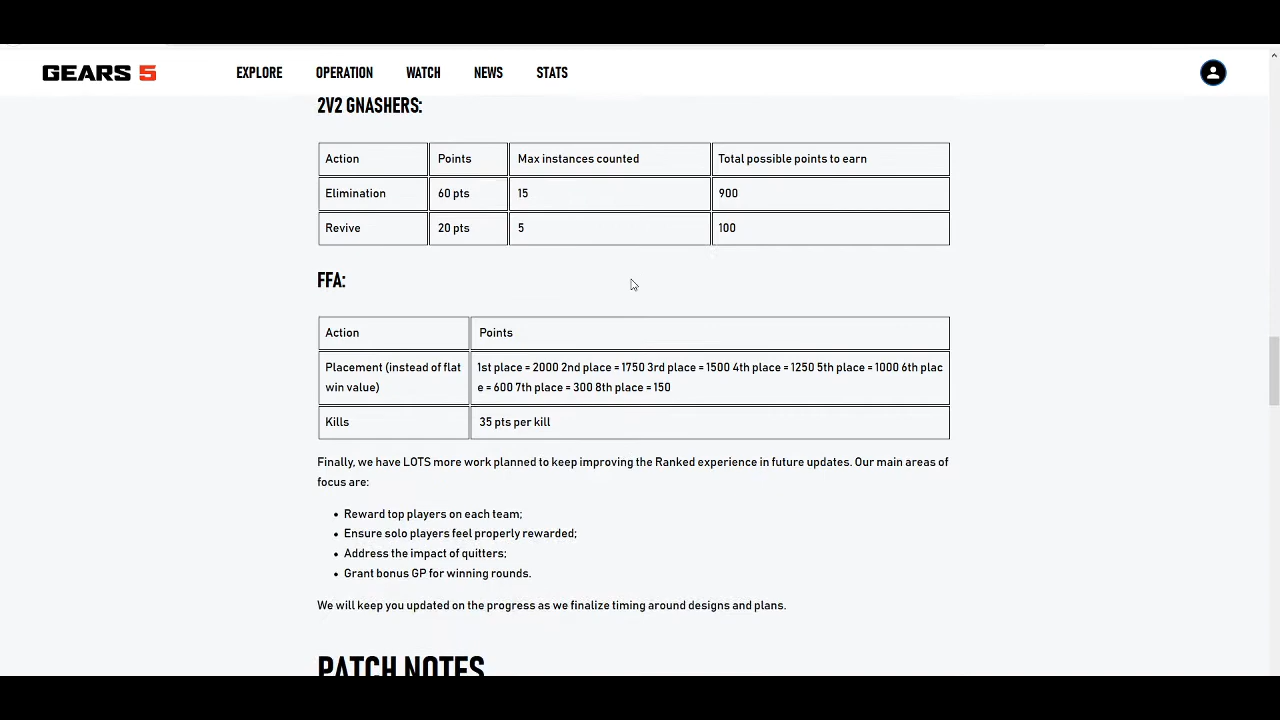 GEARS 5 EXPLORE OPERATION WATCH NEWS STATS
2V2 GNASHERS:
Action Points Max instances counted Total possible points to earn
Elimination 60 pts 15 900
Revive 20 pts 5 100
FFA:
Action Points
Placement (instead of flat 1st place = 2000 2nd place = 1750 3rd place = 1500 4th place = 1250 5th place = 1000 6th plac
win value) e = 600 7th place = 300 8th place = 150
Kills 35 pts per kill
Finally, we have LOTS more work planned to keep improving the Ranked experience in future updates. Our main areas of
focus are:
• Reward top players on each team;
• Ensure solo players feel properly rewarded;
• Address the impact of quitters;
• Grant bonus GP for winning rounds.
We will keep you updated on the progress as we finalize timing around designs and plans.
PATCH NOTES